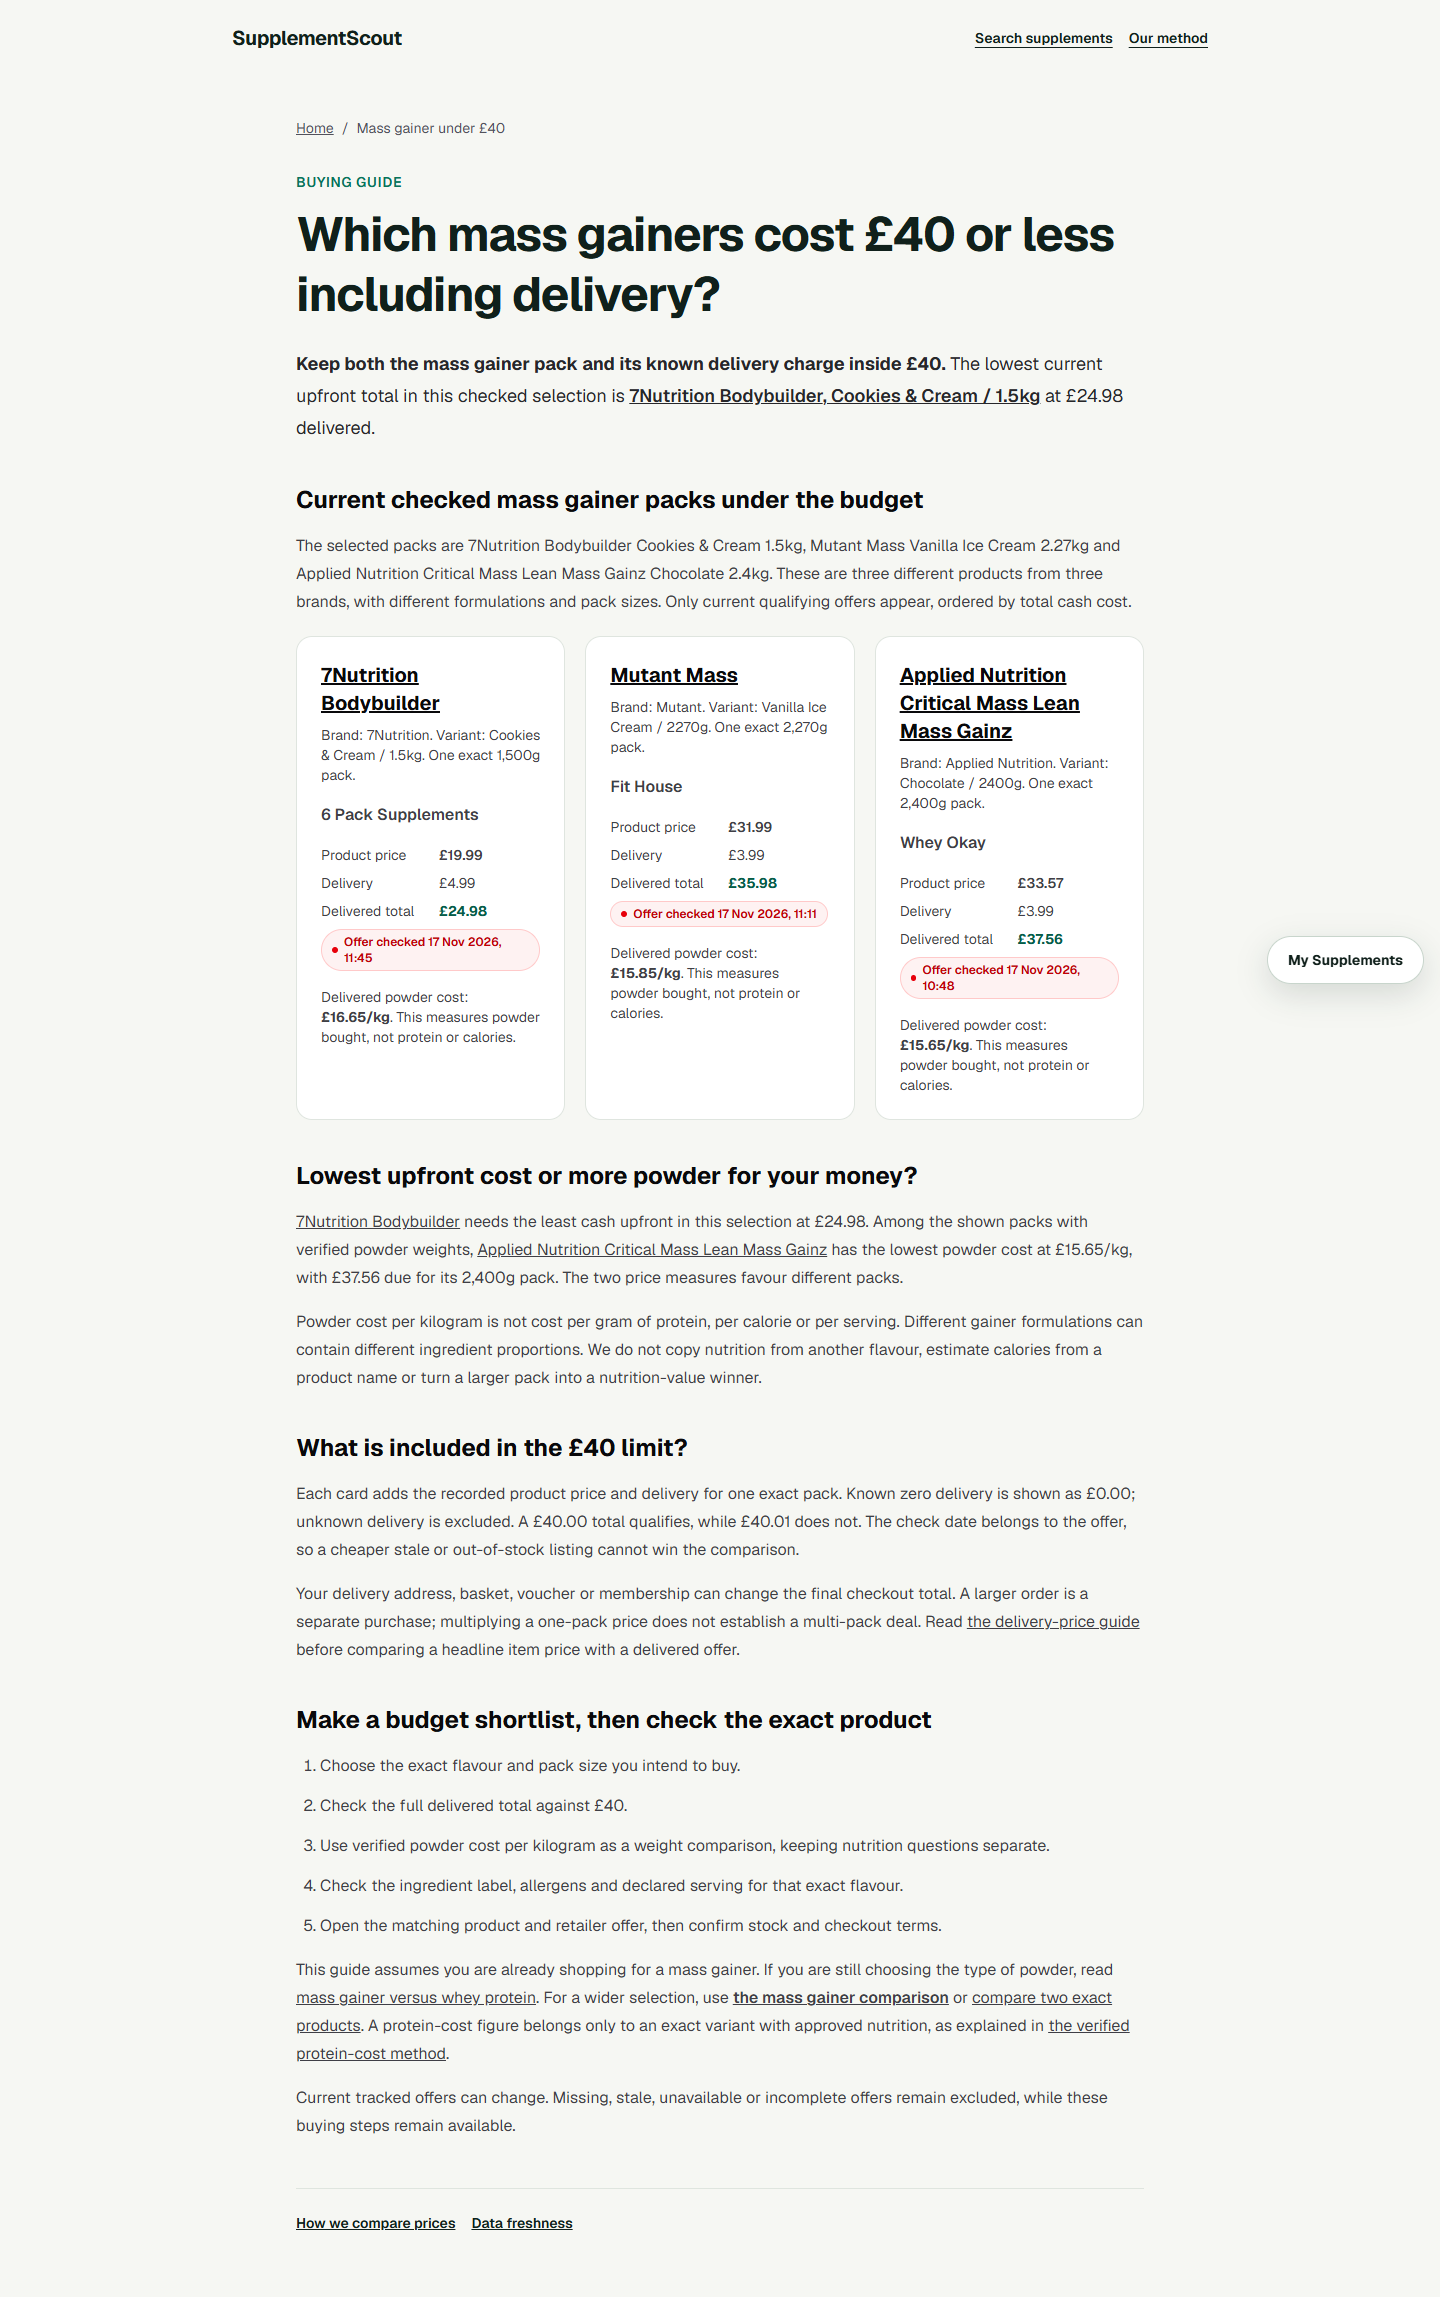 SupplementScout
Search supplements Our method
Home / Mass gainer under £40
BUYING GUIDE
Which mass gainers cost £40 or less
including delivery?
Keep both the mass gainer pack and its known delivery charge inside £40. The lowest current
upfront total in this checked selection is 7Nutrition Bodybuilder, Cookies & Cream / 1.5kg at £24.98
delivered.
Current checked mass gainer packs under the budget
The selected packs are 7Nutrition Bodybuilder Cookies & Cream 1.5kg, Mutant Mass Vanilla Ice Cream 2.27kg and
Applied Nutrition Critical Mass Lean Mass Gainz Chocolate 2.4kg. These are three different products from three
brands, with different formulations and pack sizes. Only current qualifying offers appear, ordered by total cash cost.
7Nutrition
Bodybuilder
Brand: 7Nutrition. Variant: Cookies
& Cream / 1.5kg. One exact 1,500g
pack.
6 Pack Supplements
Product price £19.99
Delivery £4.99
Delivered total £24.98
Offer checked 17 Nov 2026,
11:45
Delivered powder cost:
£16.65/kg. This measures powder
bought, not protein or calories.
Mutant Mass
Brand: Mutant. Variant: Vanilla Ice
Cream / 2270g. One exact 2,270g
pack.
Fit House
Product price £31.99
Delivery £3.99
Delivered total £35.98
Offer checked 17 Nov 2026, 11:11
Delivered powder cost:
£15.85/kg. This measures
powder bought, not protein or
calories.
Applied Nutrition
Critical Mass Lean
Mass Gainz
Brand: Applied Nutrition. Variant:
Chocolate / 2400g. One exact
2,400g pack.
Whey Okay
Product price £33.57
Delivery £3.99
Delivered total £37.56
Offer checked 17 Nov 2026,
10:48
Delivered powder cost:
£15.65/kg. This measures
powder bought, not protein or
calories.
My Supplements
Lowest upfront cost or more powder for your money?
7Nutrition Bodybuilder needs the least cash upfront in this selection at £24.98. Among the shown packs with
verified powder weights, Applied Nutrition Critical Mass Lean Mass Gainz has the lowest powder cost at £15.65/kg,
with £37.56 due for its 2,400g pack. The two price measures favour different packs.
Powder cost per kilogram is not cost per gram of protein, per calorie or per serving. Different gainer formulations can
contain different ingredient proportions. We do not copy nutrition from another flavour, estimate calories from a
product name or turn a larger pack into a nutrition-value winner.
What is included in the £40 limit?
Each card adds the recorded product price and delivery for one exact pack. Known zero delivery is shown as £0.00;
unknown delivery is excluded. A £40.00 total qualifies, while £40.01 does not. The check date belongs to the offer,
so a cheaper stale or out-of-stock listing cannot win the comparison.
Your delivery address, basket, voucher or membership can change the final checkout total. A larger order is a
separate purchase; multiplying a one-pack price does not establish a multi-pack deal. Read the delivery-price guide
before comparing a headline item price with a delivered offer.
Make a budget shortlist, then check the exact product
1. Choose the exact flavour and pack size you intend to buy.
2. Check the full delivered total against £40.
3. Use verified powder cost per kilogram as a weight comparison, keeping nutrition questions separate.
4. Check the ingredient label, allergens and declared serving for that exact flavour.
5. Open the matching product and retailer offer, then confirm stock and checkout terms.
This guide assumes you are already shopping for a mass gainer. If you are still choosing the type of powder, read
mass gainer versus whey protein. For a wider selection, use the mass gainer comparison or compare two exact
products. A protein-cost figure belongs only to an exact variant with approved nutrition, as explained in the verified
protein-cost method.
Current tracked offers can change. Missing, stale, unavailable or incomplete offers remain excluded, while these
buying steps remain available.
How we compare prices Data freshness